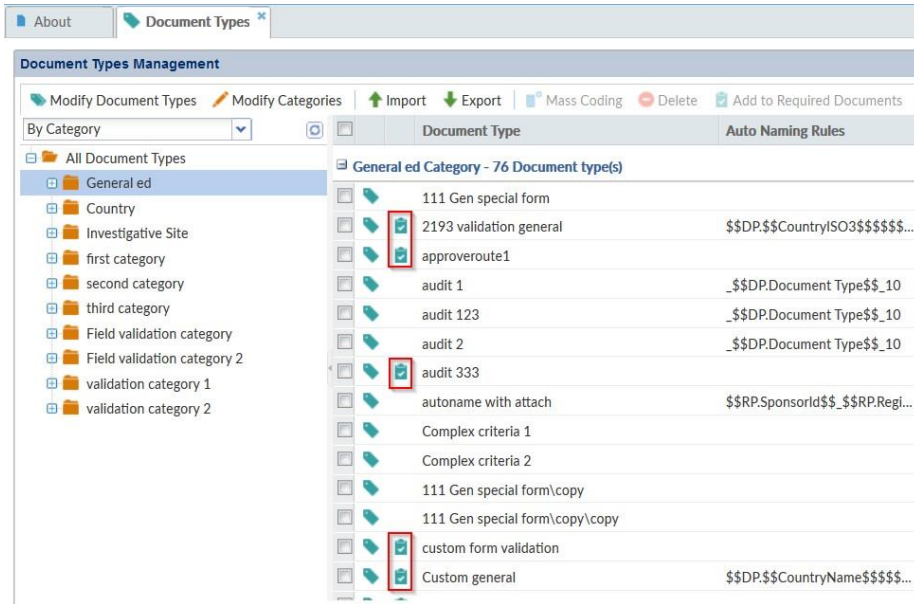 About
Document Types
Document Types Management
Modify Document Types Modify Categories Import Export Mass Coding Delete Add to Required Documents
By Category
All Document Types
General ed
Country
Investigative Site
first category
second category
third category
Field validation category
Field validation category 2
validation category 1
validation category 2
Document Type Auto Naming Rules
General ed Category - 76 Document type(s)
111 Gen special form
2193 validation general $$DP.$$CountryISO3$$$$$$...
approveroute1
audit 1 _$$DP.Document Type$$_10
audit 123 _$$DP.Document Type$$_10
audit 2 _$$DP.Document Type$$_10
audit 333
autoname with attach $$RP.SponsorId$$_$$RP.Regi...
Complex criteria 1
Complex criteria 2
111 Gen special form\copy
111 Gen special form\copy\copy
custom form validation
Custom general $$DP.$$CountryName$$$$$...